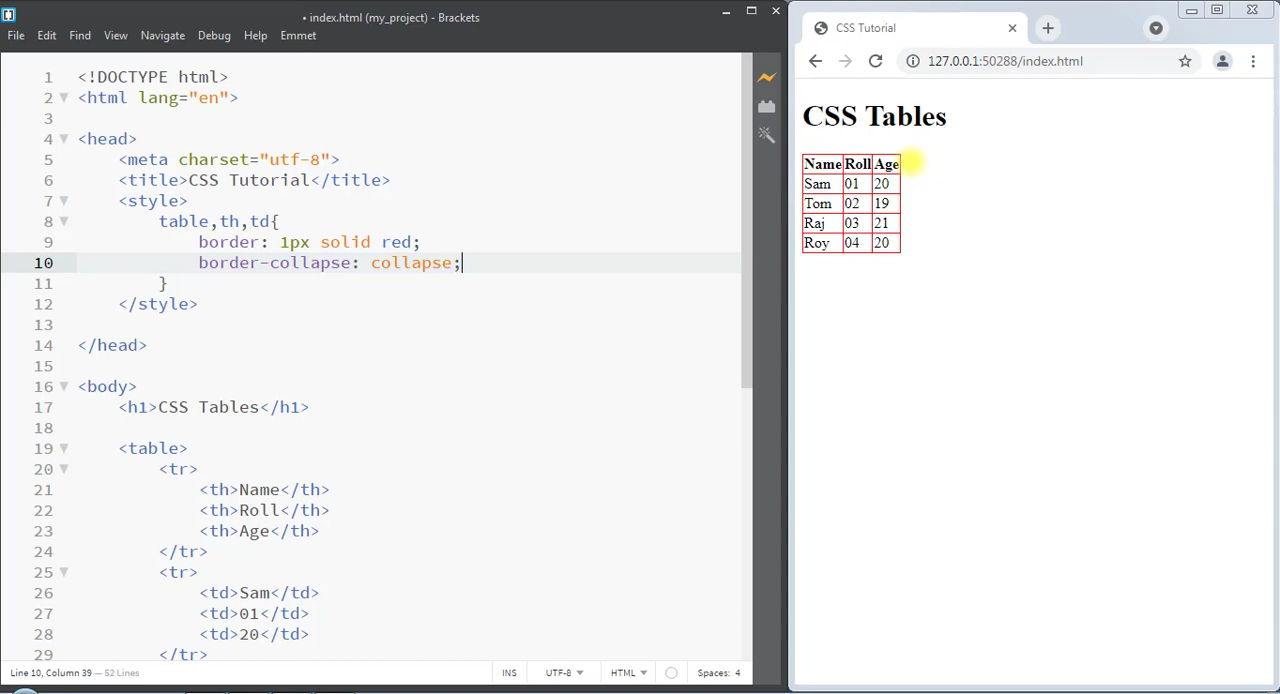 • index.html (my_project) - Brackets
File Edit Find View Navigate Debug Help Emmet
1 <!DOCTYPE html>
2 <html lang="en">
3
4 <head>
5 <meta charset="utf-8">
6 <title>CSS Tutorial</title>
7 <style>
8 table,th,td{
9 border: 1px solid red;
10 border-collapse: collapse;
11 }
12 </style>
13
14 </head>
15
16 <body>
17 <h1>CSS Tables</h1>
18
19 <table>
20 <tr>
21 <th>Name</th>
22 <th>Roll</th>
23 <th>Age</th>
24 </tr>
25 <tr>
26 <td>Sam</td>
27 <td>01</td>
28 <td>20</td>
29 </tr>
Line 10, Column 39 — 52 Lines
INS UTF-8 HTML Spaces: 4
CSS Tutorial
127.0.0.1:50288/index.html
CSS Tables
Name Roll Age
Sam 01 20
Tom 02 19
Raj 03 21
Roy 04 20